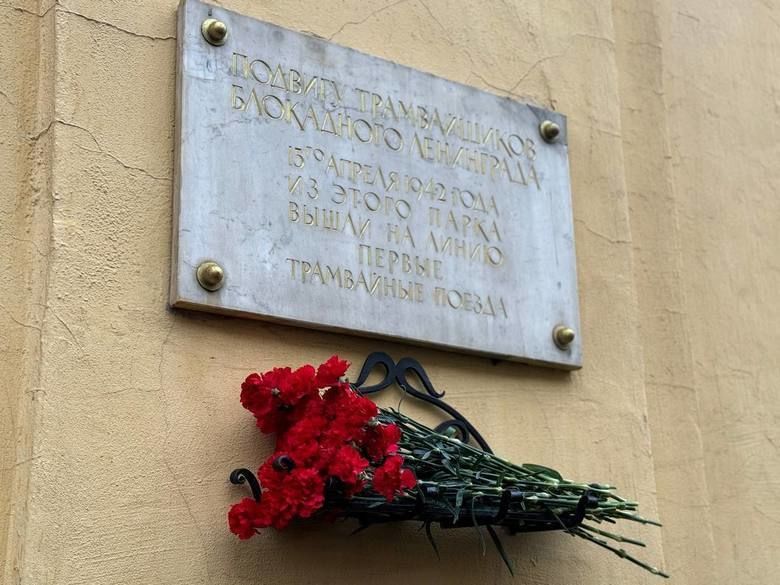 ПОДВИГУ ТРАМВАЙЩИКОВ
БЛОКАДНОГО ЛЕНИНГРАДА
15ГО АПРЕЛЯ 1942 ГОДА
ИЗ ЭТОГО ПАРКА
ВЫШЛИ НА ЛИНИЮ
ПЕРВЫЕ
ТРАМВАЙНЫЕ ПОЕЗДА